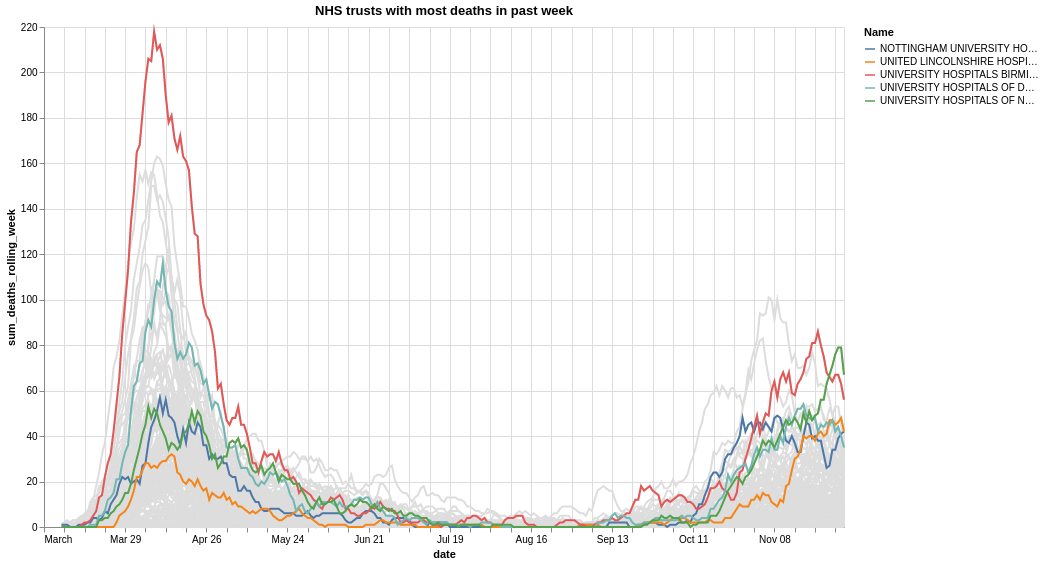 NHS trusts with most deaths in past week
220
200
180
160
140
120
100
80
60
40
20
0
sum_deaths_rolling_week
March Mar 29 Apr 26 May 24 Jun 21 Jul 19 Aug 16 Sep 13 Oct 11 Nov 08
date
Name
NOTTINGHAM UNIVERSITY HO…
UNITED LINCOLNSHIRE HOSPI…
UNIVERSITY HOSPITALS BIRMI…
UNIVERSITY HOSPITALS OF D…
UNIVERSITY HOSPITALS OF N…